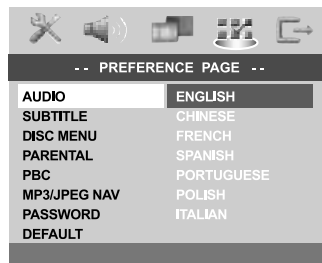 -- PREFERENCE PAGE --
AUDIO ENGLISH
SUBTITLE CHINESE
DISC MENU FRENCH
PARENTAL SPANISH
PBC PORTUGUESE
MP3/JPEG NAV POLISH
PASSWORD ITALIAN
DEFAULT